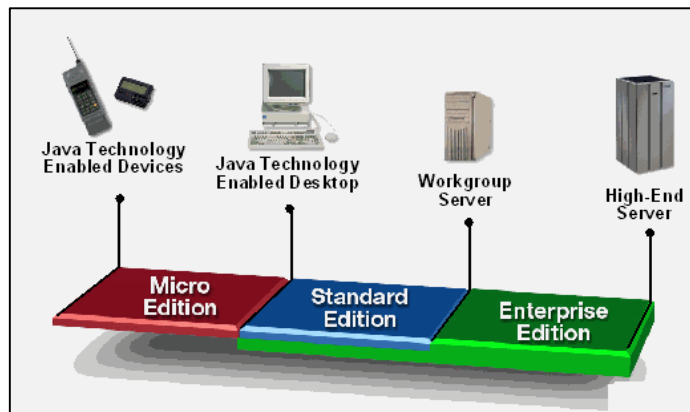 Java Technology
Enabled Devices
Java Technology
Enabled Desktop
Workgroup
Server
High-End
Server
Micro
Edition
Standard
Edition
Enterprise
Edition